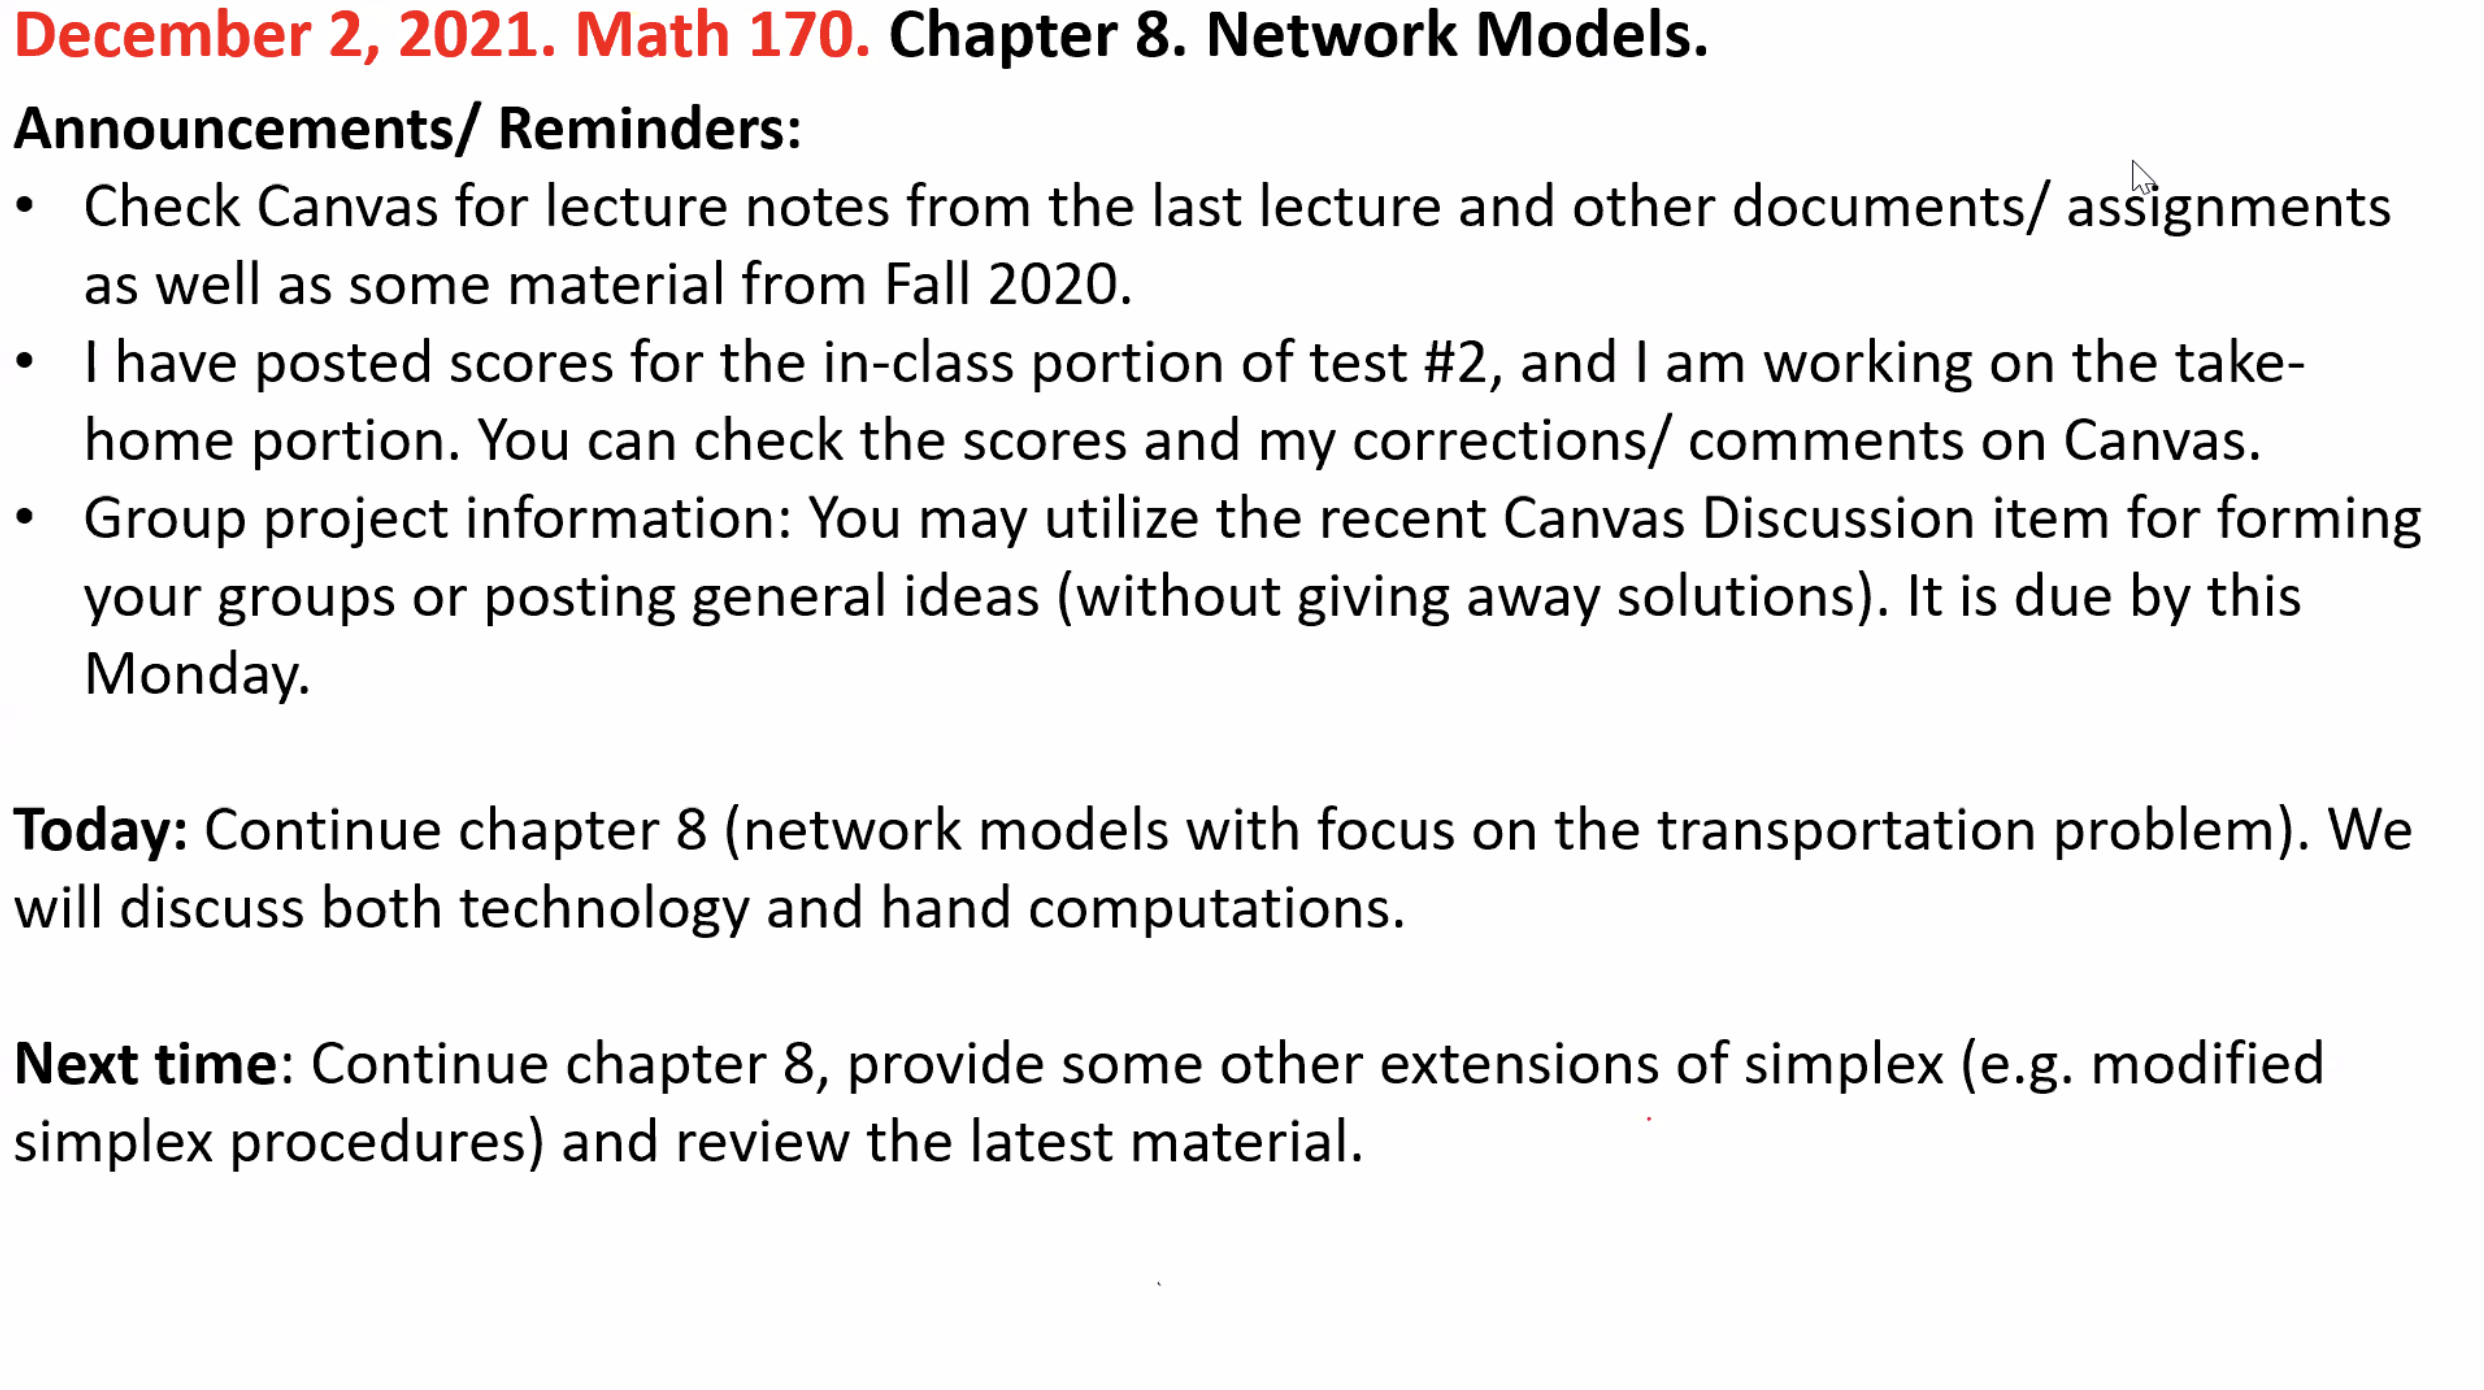 December 2, 2021. Math 170. Chapter 8. Network Models.
Announcements/ Reminders:
• Check Canvas for lecture notes from the last lecture and other documents/ assignments
as well as some material from Fall 2020.
• I have posted scores for the in-class portion of test #2, and I am working on the take-
home portion. You can check the scores and my corrections/ comments on Canvas.
• Group project information: You may utilize the recent Canvas Discussion item for forming
your groups or posting general ideas (without giving away solutions). It is due by this
Monday.
Today: Continue chapter 8 (network models with focus on the transportation problem). We
will discuss both technology and hand computations.
Next time: Continue chapter 8, provide some other extensions of simplex (e.g. modified
simplex procedures) and review the latest material.